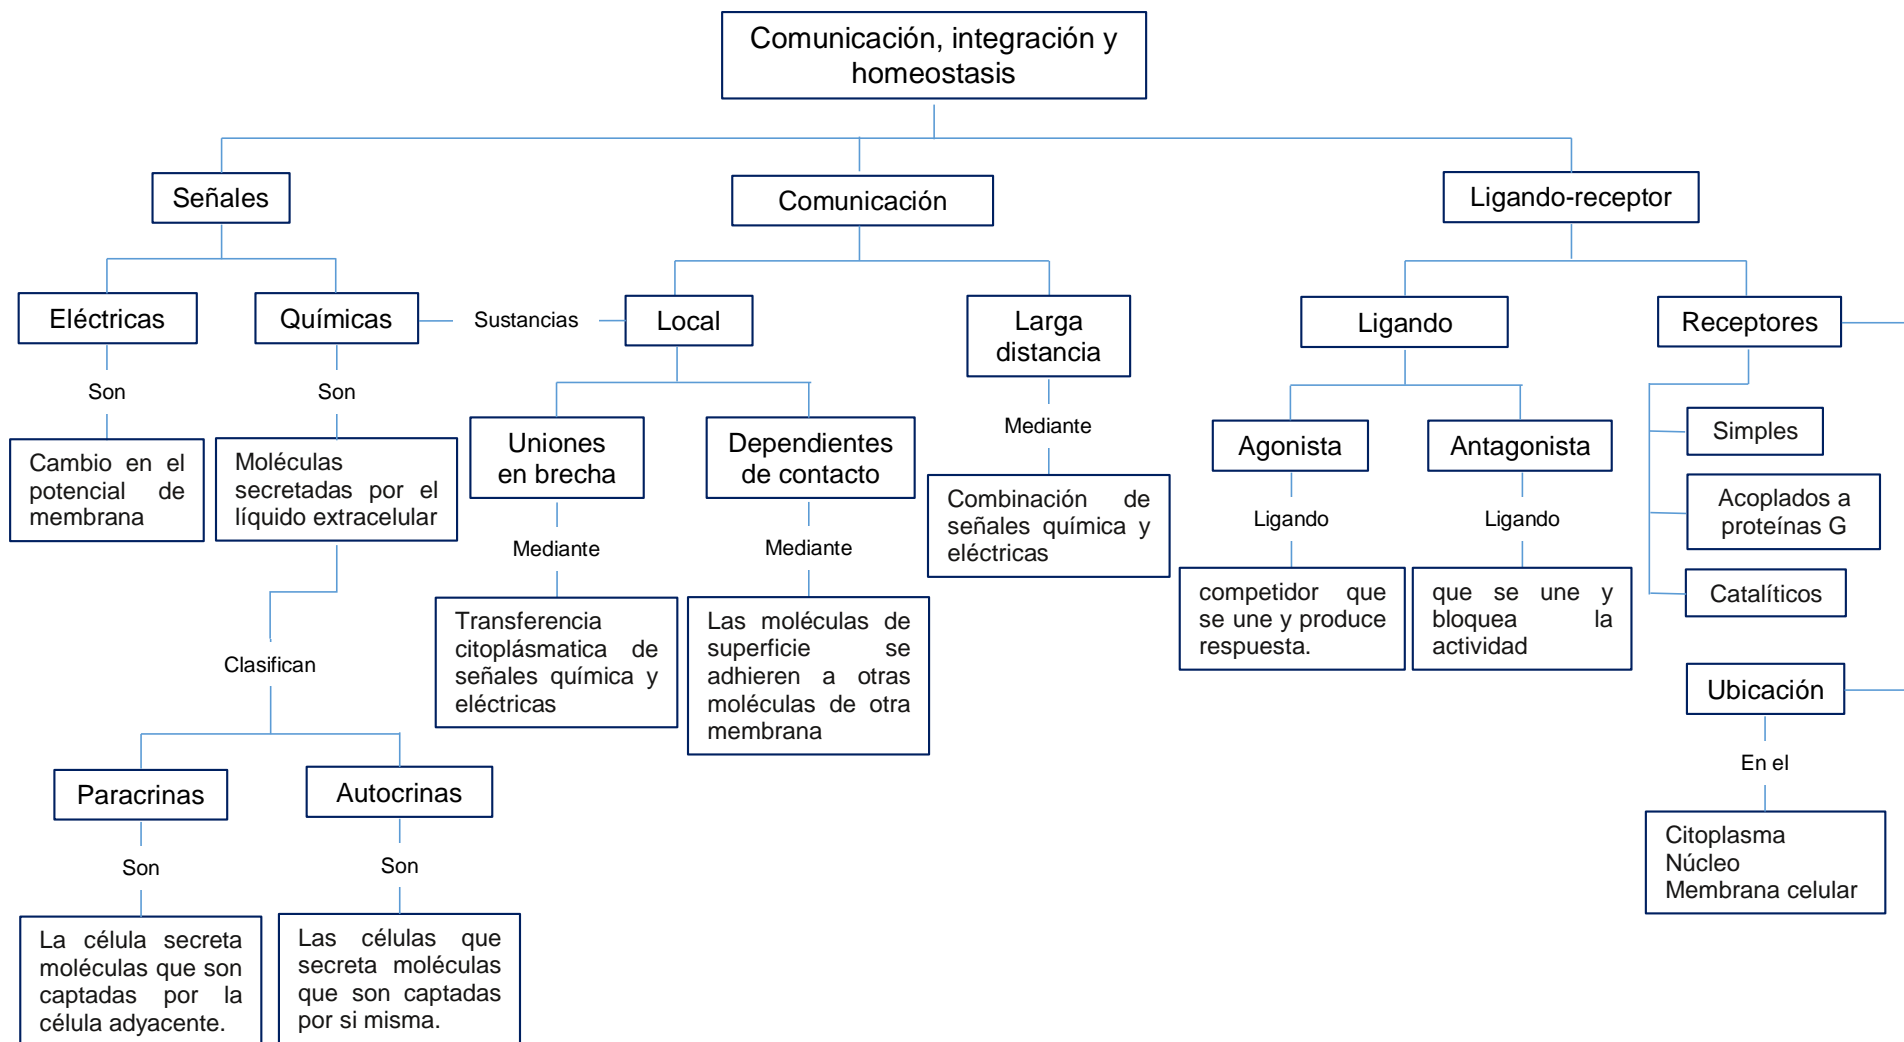 Comunicación, integración y
homeostasis
Señales
Comunicación
Ligando-receptor
Eléctricas
Químicas
Sustancias
Local
Larga
distancia
Ligando
Receptores
Son
Son
Mediante
Uniones
en brecha
Dependientes
de contacto
Agonista
Antagonista
Simples
Cambio en el
potencial de
membrana
Moléculas
secretadas por el
líquido extracelular
Combinación de
señales química y
eléctricas
Acoplados a
proteínas G
Mediante
Mediante
Ligando
Ligando
Catalíticos
Transferencia
citoplásmatica de
señales química y
eléctricas
Las moléculas de
superficie se
adhieren a otras
moléculas de otra
membrana
competidor que
se une y produce
respuesta.
que se une y
bloquea la
actividad
Clasifican
Ubicación
En el
Paracrinas
Autocrinas
Citoplasma
Núcleo
Membrana celular
Son
Son
La célula secreta
moléculas que son
captadas por la
célula adyacente.
Las células que
secreta moléculas
que son captadas
por si misma.